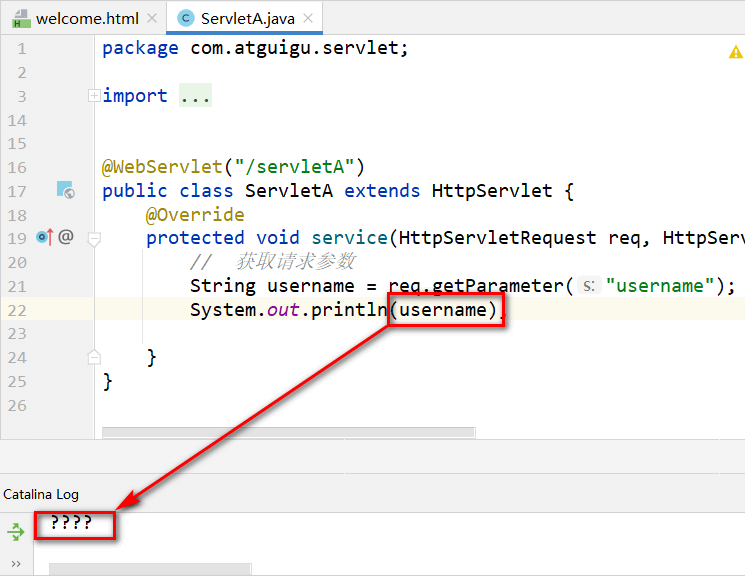 welcome.html ServletA.java
1 package com.atguigu.servlet;
2
3 import ...
14
15
16 @WebServlet("/servletA")
17 public class ServletA extends HttpServlet {
18 @Override
19 protected void service(HttpServletRequest req, HttpServ
20 // 获取请求参数
21 String username = req.getParameter( s: "username");
22 System.out.println(username);
23
24 }
25 }
26
Catalina Log
????